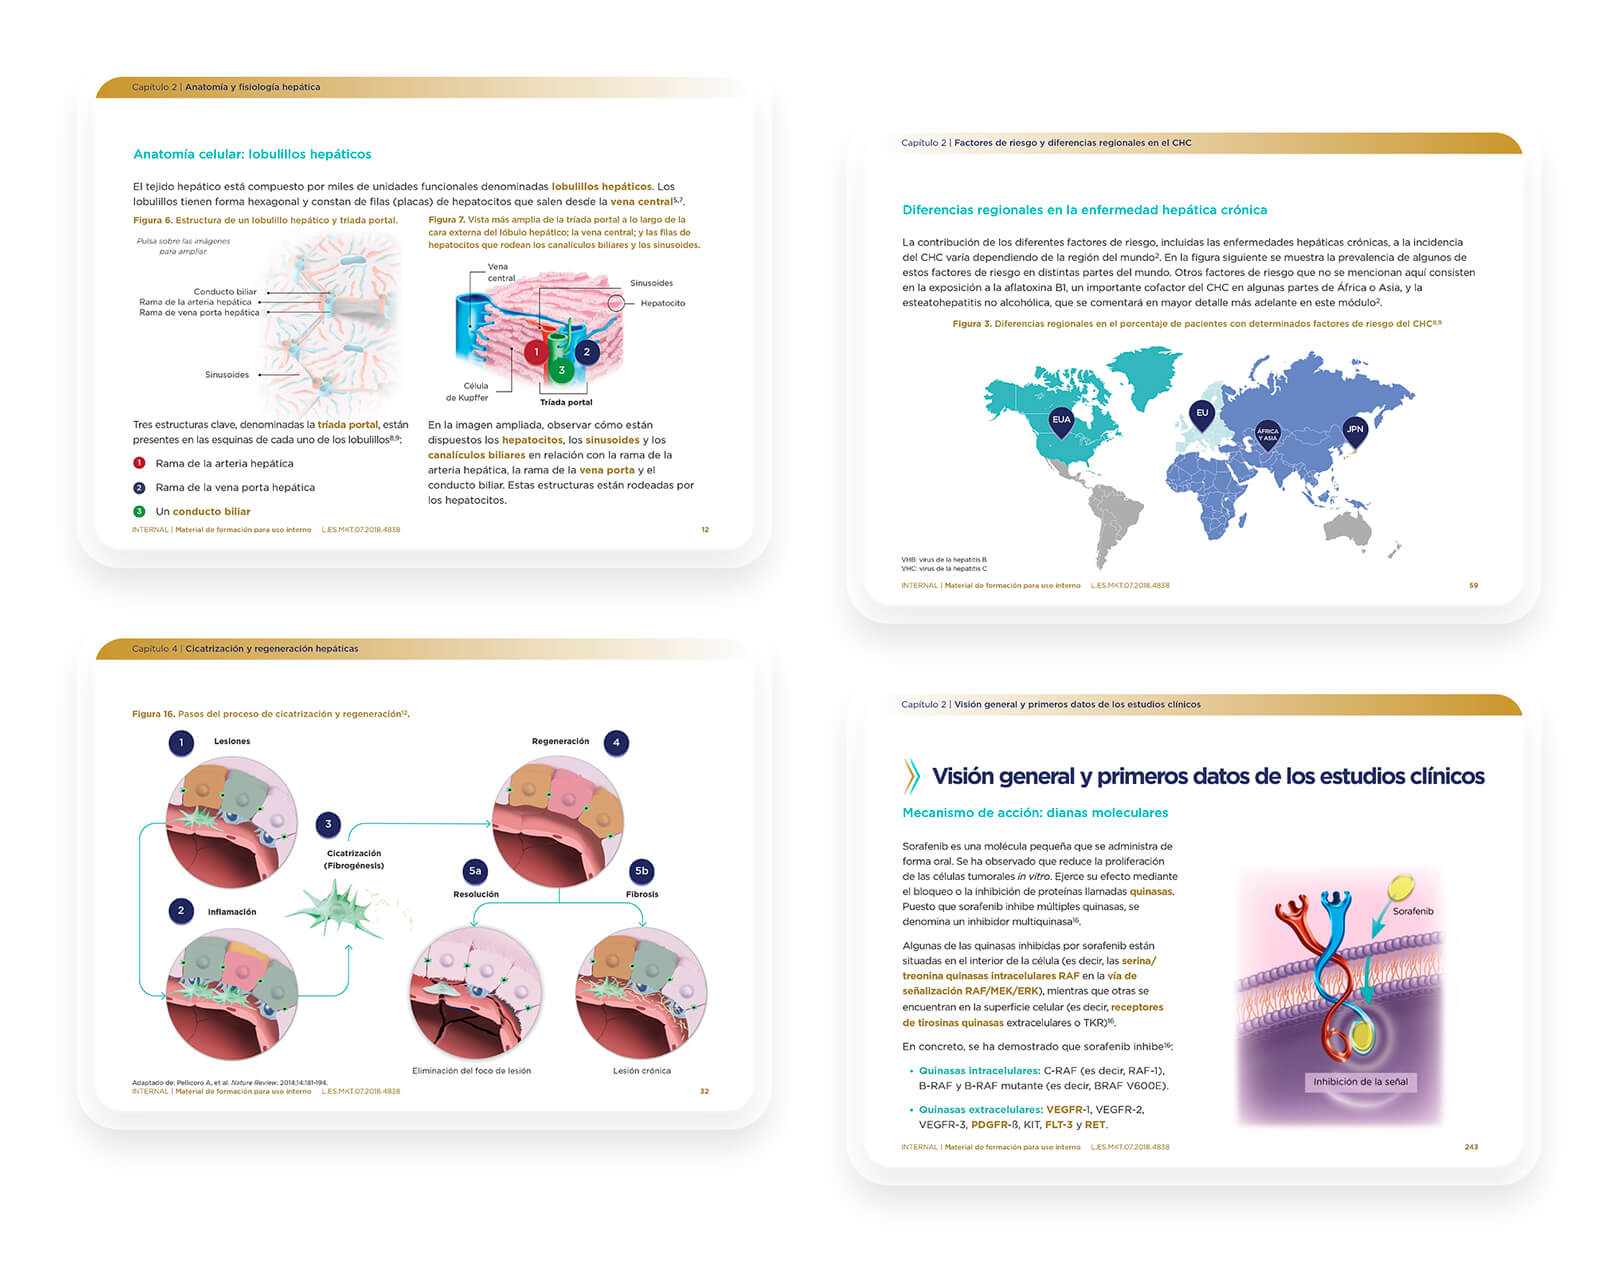 Capítulo 2 | Anatomía y fisiología hepática
Anatomía celular: lobulillos hepáticos
El tejido hepático está compuesto por miles de unidades funcionales denominadas lobulillos hepáticos. Los
lobulillos tienen forma hexagonal y constan de filas (placas) de hepatocitos que salen desde la vena central5,7.
Figura 6. Estructura de un lobulillo hepático y tríada portal.
Pulsa sobre las imágenes
para ampliar.
Conducto biliar
Rama de la arteria hepática
Rama de vena porta hepática
Sinusoides
Tres estructuras clave, denominadas la tríada portal, están
presentes en las esquinas de cada uno de los lobulillos8,9:
1 Rama de la arteria hepática
2 Rama de la vena porta hepática
3 Un conducto biliar
Figura 7. Vista más amplia de la tríada portal a lo largo de la
cara externa del lóbulo hepático; la vena central; y las filas de
hepatocitos que rodean los canalículos biliares y los sinusoides.
Vena
central
Sinusoides
Hepatocito
1
2
3
Célula
de Kupffer
Tríada portal
En la imagen ampliada, observar cómo están
dispuestos los hepatocitos, los sinusoides y los
canalículos biliares en relación con la rama de la
arteria hepática, la rama de la vena porta y el
conducto biliar. Estas estructuras están rodeadas por
los hepatocitos.
INTERNAL | Material de formación para uso interno L.ES.MKT.07.2018.4838
12
Capítulo 2 | Factores de riesgo y diferencias regionales en el CHC
Diferencias regionales en la enfermedad hepática crónica
La contribución de los diferentes factores de riesgo, incluidas las enfermedades hepáticas crónicas, a la incidencia
del CHC varía dependiendo de la región del mundo2. En la figura siguiente se muestra la prevalencia de algunos de
estos factores de riesgo en distintas partes del mundo. Otros factores de riesgo que no se mencionan aquí consisten
en la exposición a la aflatoxina B1, un importante cofactor del CHC en algunas partes de África o Asia, y la
esteatohepatitis no alcohólica, que se comentará en mayor detalle más adelante en este módulo2.
Figura 3. Diferencias regionales en el porcentaje de pacientes con determinados factores de riesgo del CHC8,9
EUA
EU
ÁFRICA
Y ASIA
JPN
VHB: virus de la hepatitis B
VHC: virus de la hepatitis C
INTERNAL | Material de formación para uso interno L.ES.MKT.07.2018.4838
59
Capítulo 4 | Cicatrización y regeneración hepáticas
Figura 16. Pasos del proceso de cicatrización y regeneración12.
1 Lesiones
Regeneración 4
3
Cicatrización
(Fibrogénesis)
2 Inflamación
5a
Resolución
5b
Fibrosis
Eliminación del foco de lesión
Lesión crónica
Adaptado de: Pellicoro A, et al. Nature Review. 2014;14:181-194.
INTERNAL | Material de formación para uso interno L.ES.MKT.07.2018.4838
32
Capítulo 2 | Visión general y primeros datos de los estudios clínicos
Visión general y primeros datos de los estudios clínicos
Mecanismo de acción: dianas moleculares
Sorafenib es una molécula pequeña que se administra de
forma oral. Se ha observado que reduce la proliferación
de las células tumorales in vitro. Ejerce su efecto mediante
el bloqueo o la inhibición de proteínas llamadas quinasas.
Puesto que sorafenib inhibe múltiples quinasas, se
denomina un inhibidor multiquinasa16.
Algunas de las quinasas inhibidas por sorafenib están
situadas en el interior de la célula (es decir, las serina/
treonina quinasas intracelulares RAF en la vía de
señalización RAF/MEK/ERK), mientras que otras se
encuentran en la superficie celular (es decir, receptores
de tirosinas quinasas extracelulares o TKR)16.
En concreto, se ha demostrado que sorafenib inhibe16:
• Quinasas intracelulares: C-RAF (es decir, RAF-1),
B-RAF y B-RAF mutante (es decir, BRAF V600E).
• Quinasas extracelulares: VEGFR-1, VEGFR-2,
VEGFR-3, PDGFR-ß, KIT, FLT-3 y RET.
Sorafenib
Inhibición de la señal
INTERNAL | Material de formación para uso interno L.ES.MKT.07.2018.4838
243